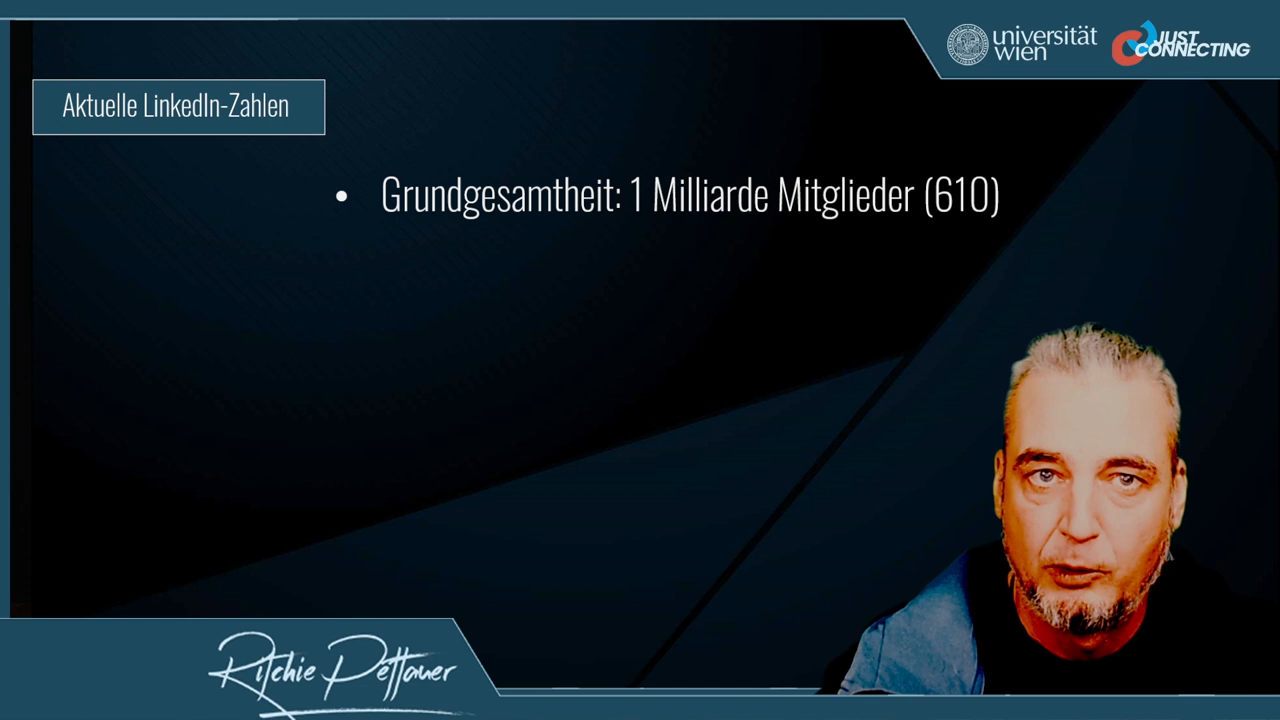 universität
wien
JUST
CONNECTING
Aktuelle LinkedIn-Zahlen
• Grundgesamtheit: 1 Milliarde Mitglieder (610)
Ritchie Pettauer